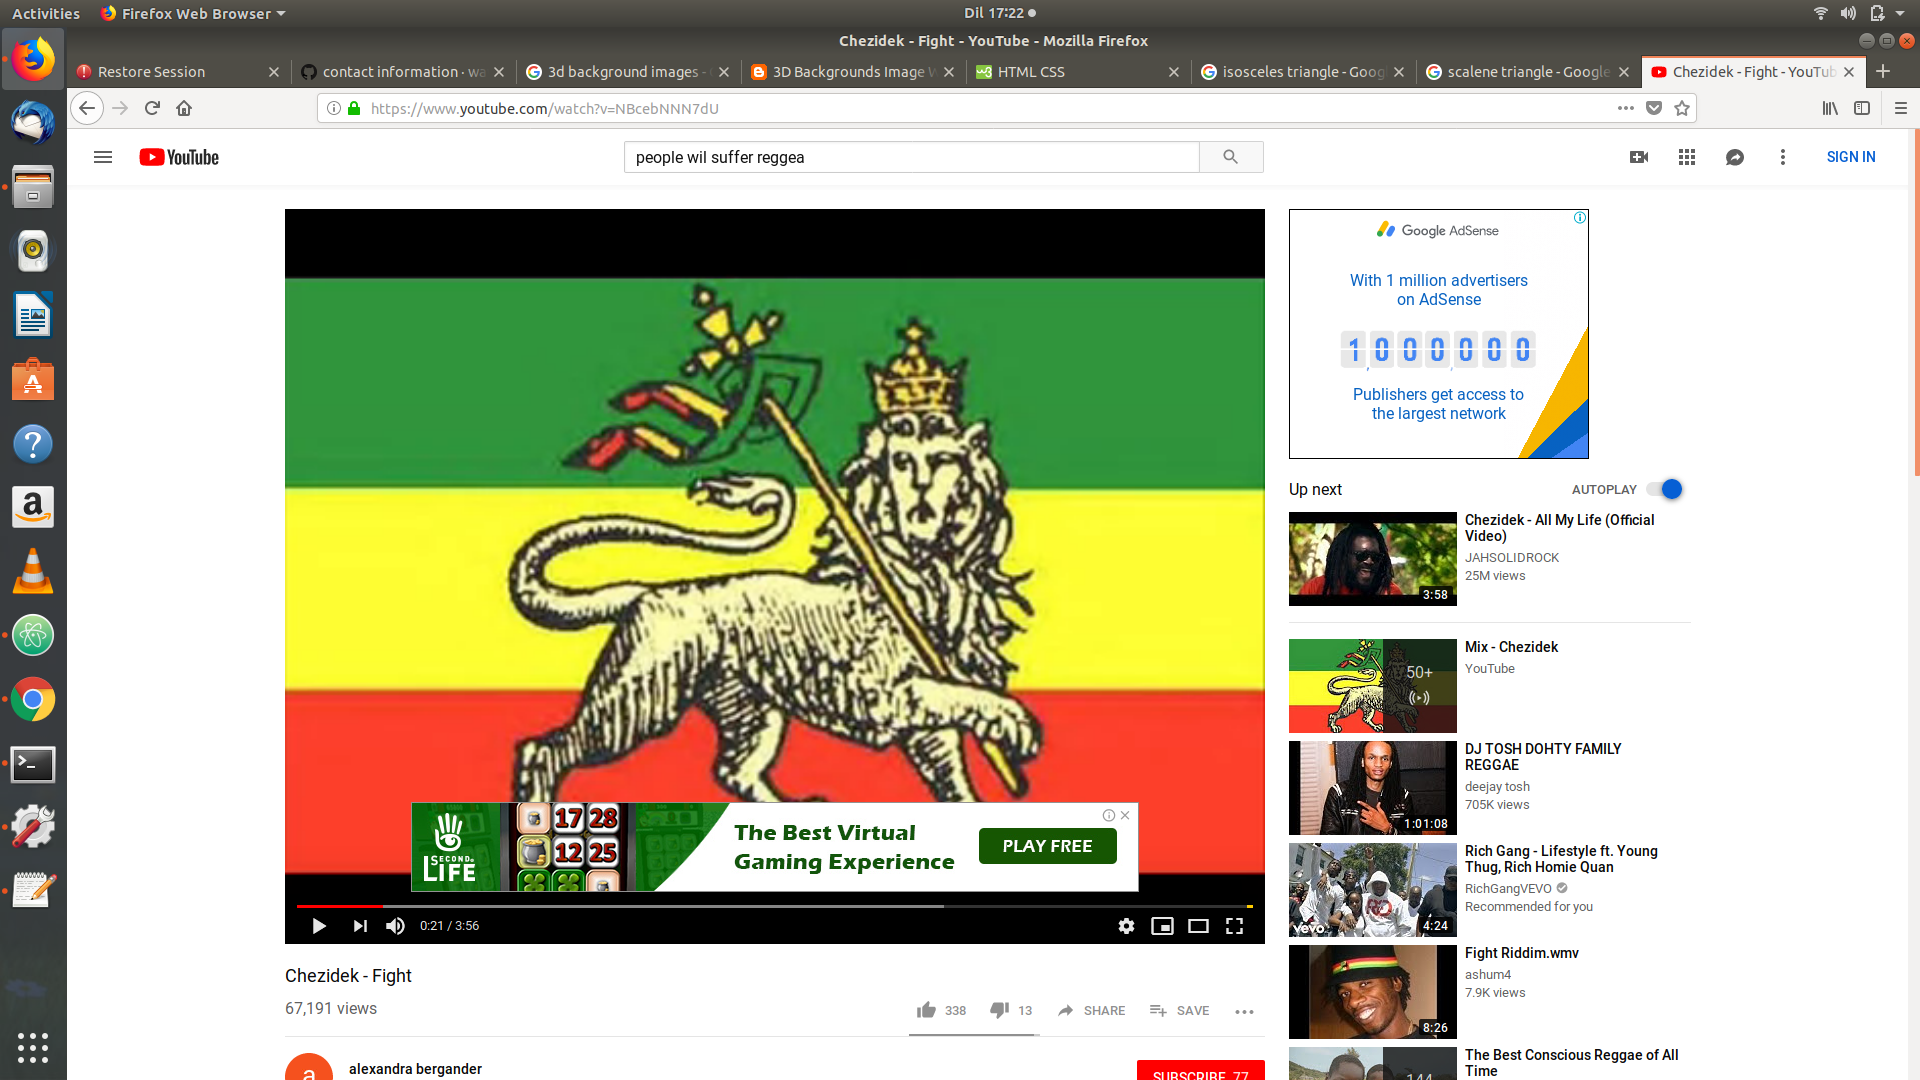 Activities
Firefox Web Browser
Dil 17:22
Chezidek - Fight - YouTube - Mozilla Firefox
Restore Session
contact information · wa
3d background images - G
3D Backgrounds Image W
HTML CSS
isosceles triangle - Goog
scalene triangle - Google
Chezidek - Fight - YouTub
https://www.youtube.com/watch?v=NBcebNNN7dU
YouTube
people wil suffer reggea
SIGN IN
Google AdSense
With 1 million advertisers
on AdSense
1,000,000
Publishers get access to
the largest network
Up next
AUTOPLAY
Chezidek - All My Life (Official
Video)
JAHSOLIDROCK
25M views
3:58
Mix - Chezidek
YouTube
50+
DJ TOSH DOHTY FAMILY
REGGAE
deejay tosh
705K views
1:01:08
Rich Gang - Lifestyle ft. Young
Thug, Rich Homie Quan
RichGangVEVO
Recommended for you
vevo
4:24
Fight Riddim.wmv
ashum4
7.9K views
8:26
The Best Conscious Reggae of All
Time
144
SECOND
LIFE
17 28
12 25
The Best Virtual
Gaming Experience
PLAY FREE
0:21 / 3:56
Chezidek - Fight
67,191 views
338
13
SHARE
SAVE
a
alexandra bergander
SUBSCRIBE 77